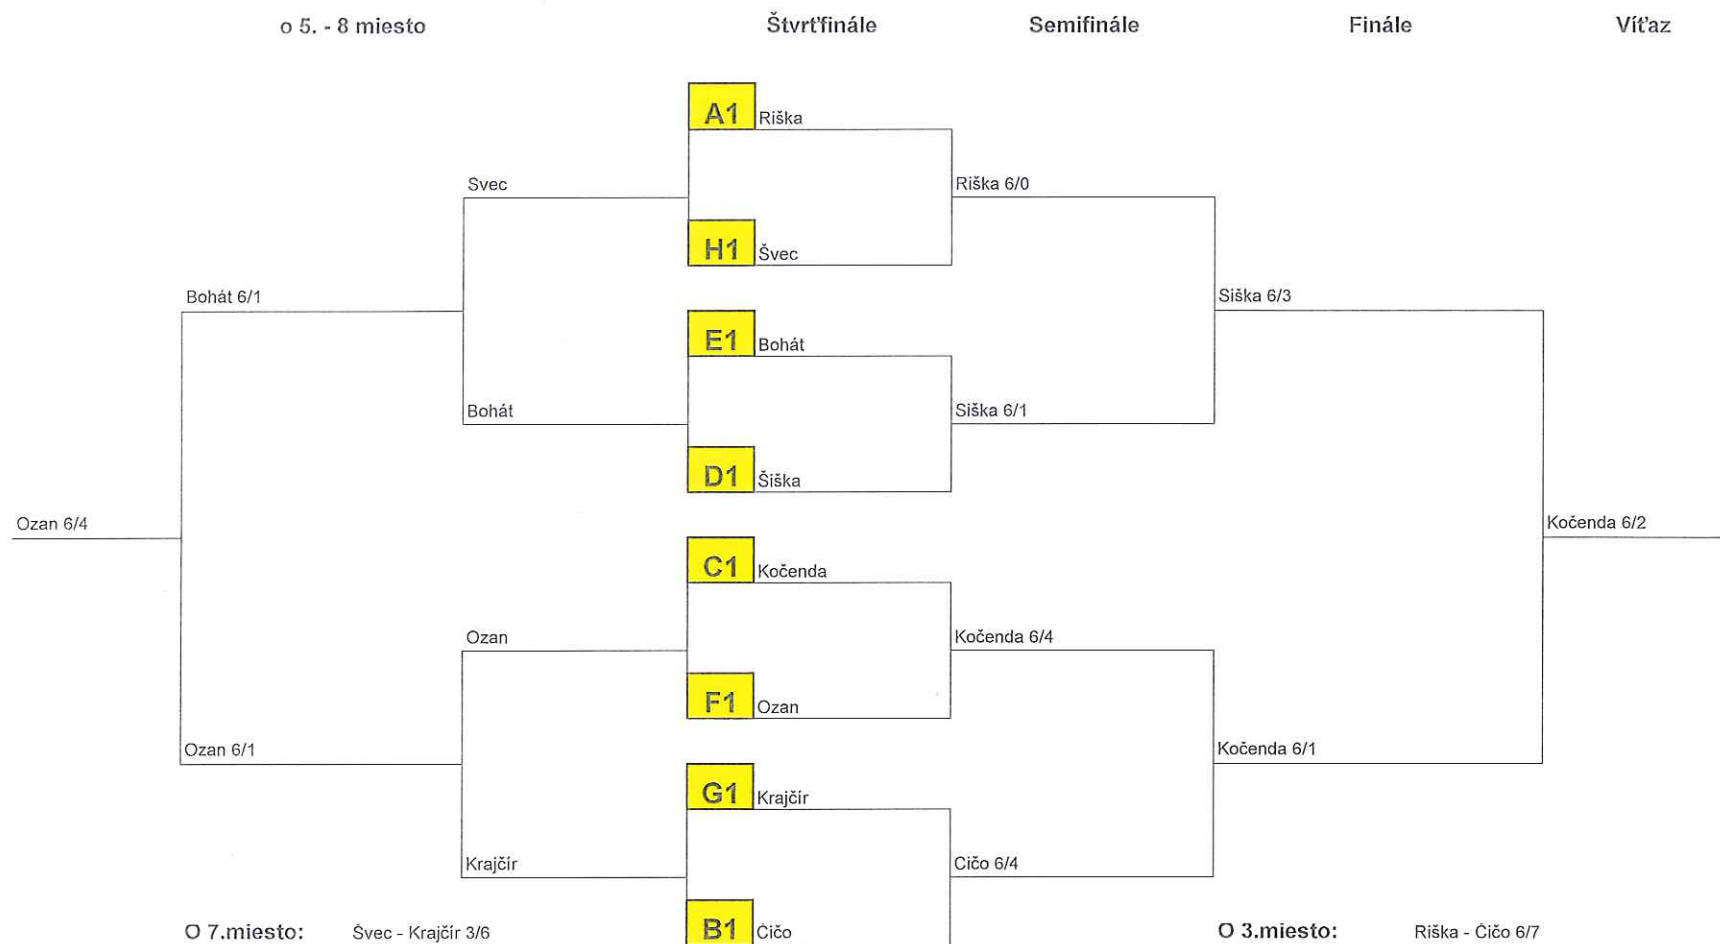 o 5. - 8 miesto Štvrťfinále Semifinále Finále Víťaz
A1 Riška
Svec Riška 6/0
H1 Švec
Bohát 6/1 Siška 6/3
E1 Bohát
Bohát Siška 6/1
D1 Šiška
Ozan 6/4 Kočenda 6/2
C1 Kočenda
Ozan Kočenda 6/4
F1 Ozan
Ozan 6/1 Kočenda 6/1
G1 Krajčír
Krajčír Cičo 6/4
B1 Čičo
O 7.miesto: Švec - Krajčír 3/6 O 3.miesto: Riška - Čičo 6/7